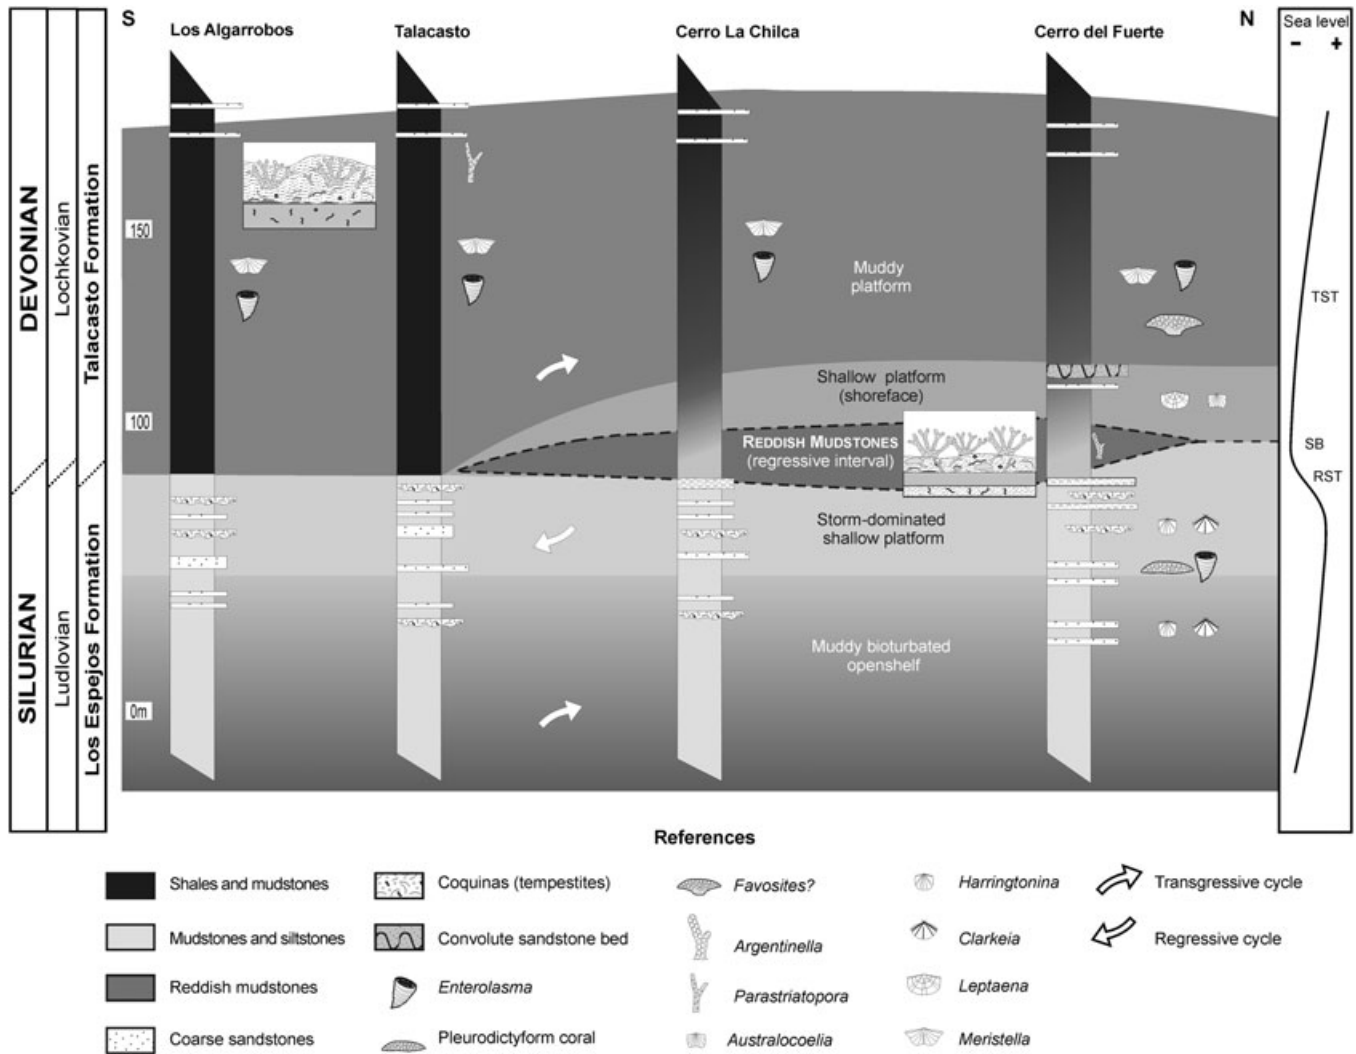 S
N
Los Algarrobos
Talacasto
Cerro La Chilca
Cerro del Fuerte
Sea level
- +
DEVONIAN
Lochkovian
Talacasto Formation
SILURIAN
Ludlovian
Los Espejos Formation
150
100
0m
Muddy
platform
Shallow platform
(shoreface)
REDDISH MUDSTONES
(regressive interval)
Storm-dominated
shallow platform
Muddy bioturbated
openshelf
TST
SB
RST
References
Shales and mudstones
Mudstones and siltstones
Reddish mudstones
Coarse sandstones
Coquinas (tempestites)
Convolute sandstone bed
Enterolasma
Pleurodictyform coral
Favosites?
Argentinella
Parastriatopora
Australocoelia
Harringtonina
Clarkeia
Leptaena
Meristella
Transgressive cycle
Regressive cycle